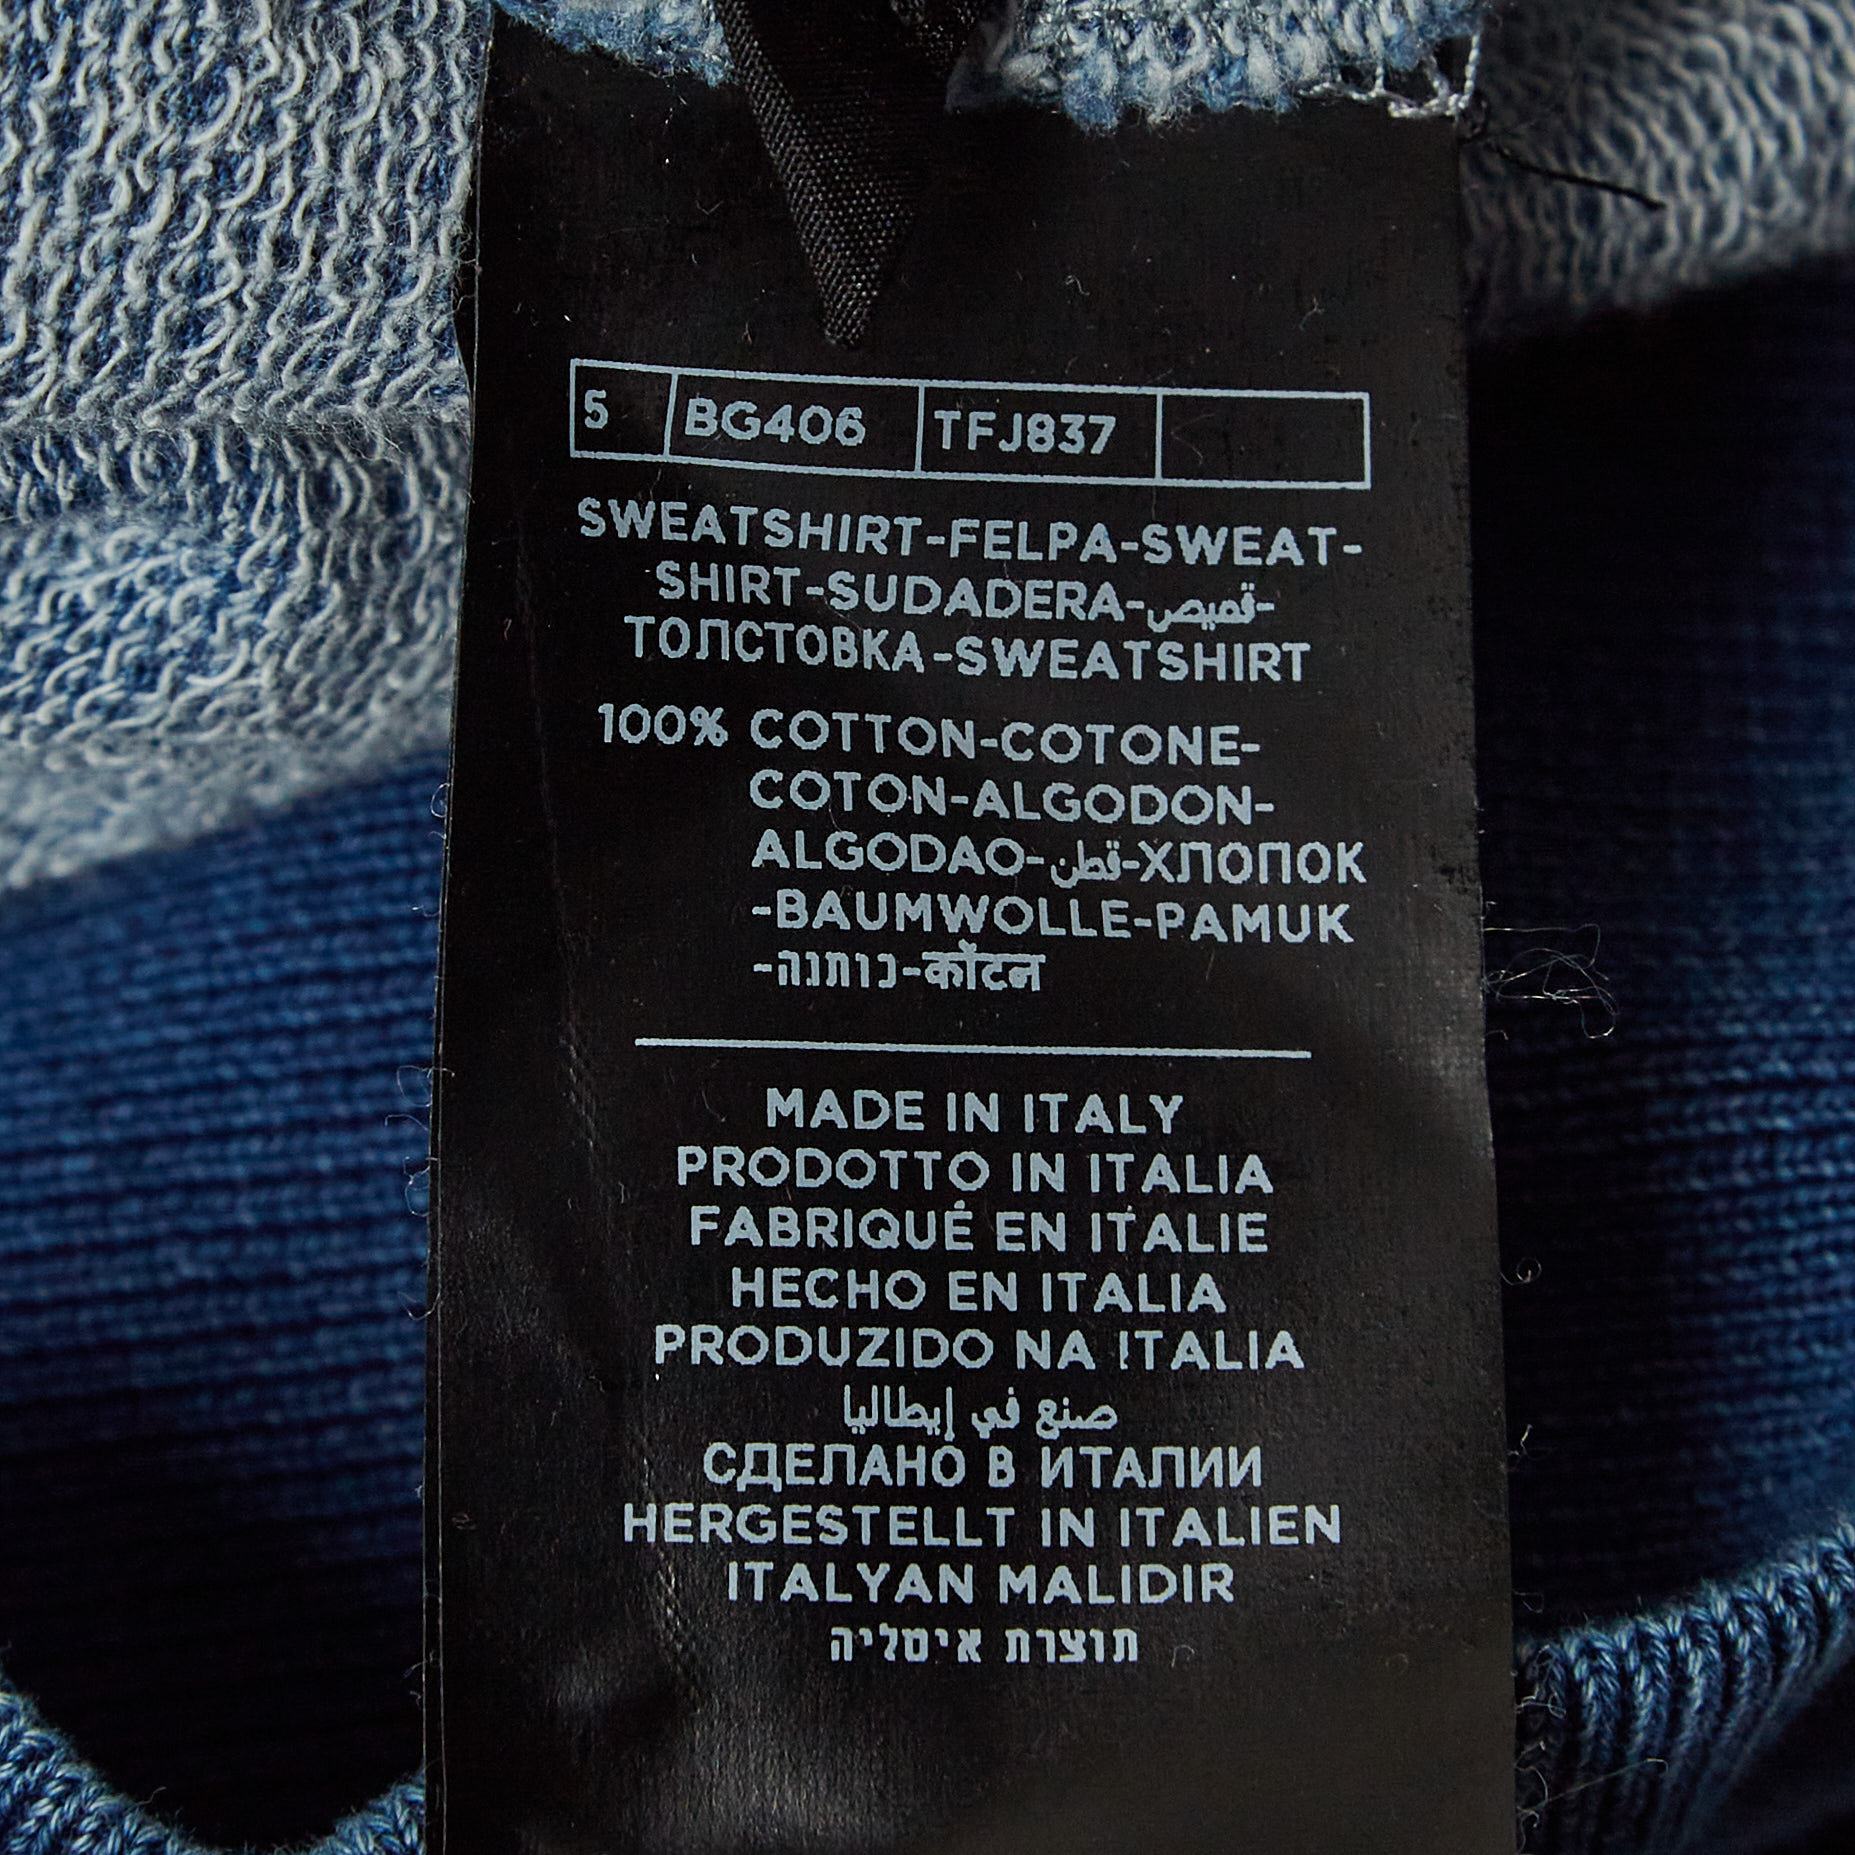 5 BG406 TFJ837
SWEATSHIRT-FELPA-SWEAT-
SHIRT-SUDADERA-قميص-
ТОЛСТОВКА-SWEATSHIRT
100% COTTON-COTONE-
COTON-ALGODON-
ALGODAO-قطن-ХЛОПОК
-BAUMWOLLE-PAMUK
-כותנה-कॉटन
MADE IN ITALY
PRODOTTO IN ITALIA
FABRIQUÉ EN ITALIE
HECHO EN ITALIA
PRODUZIDO NA ITALIA
صنع في إيطاليا
СДЕЛАНО В ИТАЛИИ
HERGESTELLT IN ITALIEN
ITALYAN MALIDIR
תוצרת איטליה